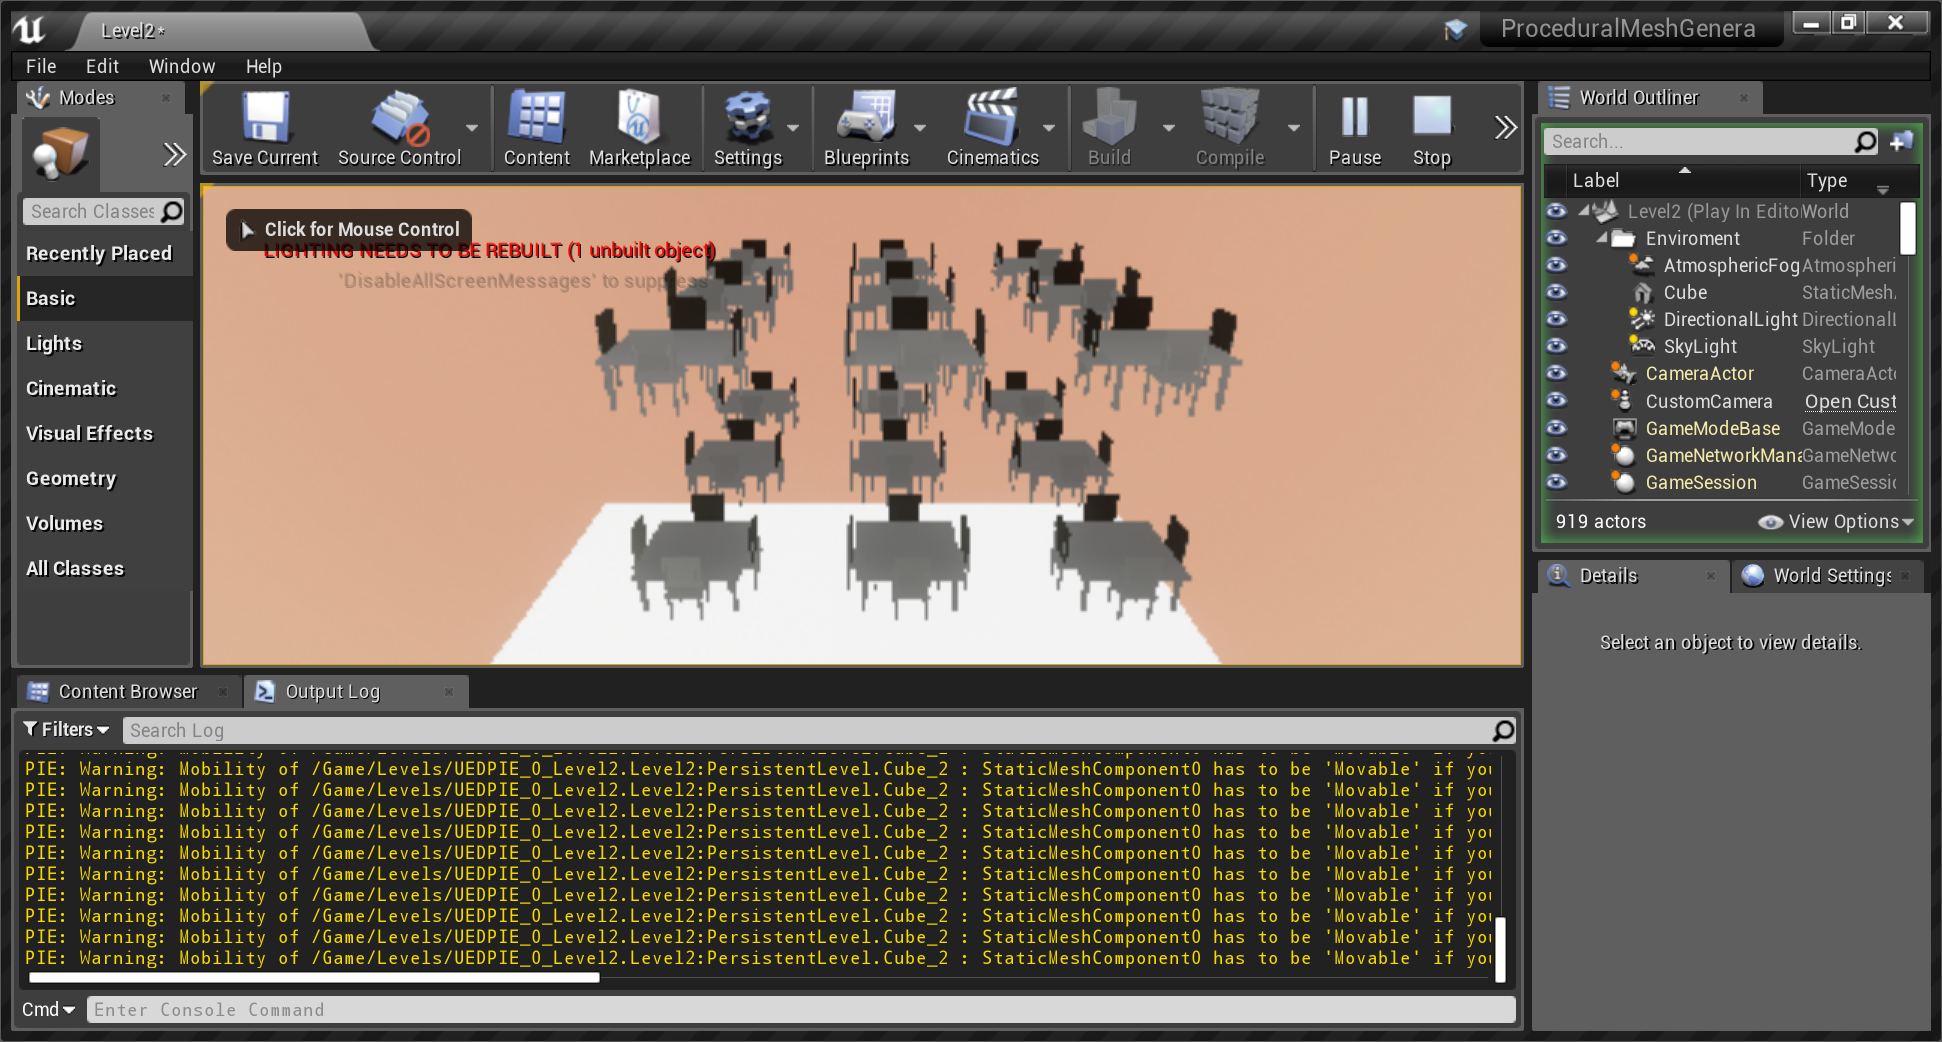 Level2*
ProceduralMeshGenera
File Edit Window Help
Modes
Save Current
Source Control
Content
Marketplace
Settings
Blueprints
Cinematics
Build
Compile
Pause
Stop
Search Classes
Recently Placed
Basic
Lights
Cinematic
Visual Effects
Geometry
Volumes
All Classes
Click for Mouse Control
LIGHTING NEEDS TO BE REBUILT (1 unbuilt object)
'DisableAllScreenMessages' to suppress
World Outliner
Search...
Label Type
Level2 (Play In Edito World
Enviroment Folder
AtmosphericFog Atmospheri
Cube StaticMesh
DirectionalLight Directional
SkyLight SkyLight
CameraActor CameraActo
CustomCamera Open Cust
GameModeBase GameMode
GameNetworkMana GameNetwo
GameSession GameSessio
919 actors View Options
Details
World Settings
Select an object to view details.
Content Browser
Output Log
Filters Search Log
PIE: Warning: Mobility of /Game/Levels/UEDPIE_0_Level2.Level2:PersistentLevel.Cube_2 : StaticMeshComponent0 has to be 'Movable' if you
PIE: Warning: Mobility of /Game/Levels/UEDPIE_0_Level2.Level2:PersistentLevel.Cube_2 : StaticMeshComponent0 has to be 'Movable' if you
PIE: Warning: Mobility of /Game/Levels/UEDPIE_0_Level2.Level2:PersistentLevel.Cube_2 : StaticMeshComponent0 has to be 'Movable' if you
PIE: Warning: Mobility of /Game/Levels/UEDPIE_0_Level2.Level2:PersistentLevel.Cube_2 : StaticMeshComponent0 has to be 'Movable' if you
PIE: Warning: Mobility of /Game/Levels/UEDPIE_0_Level2.Level2:PersistentLevel.Cube_2 : StaticMeshComponent0 has to be 'Movable' if you
PIE: Warning: Mobility of /Game/Levels/UEDPIE_0_Level2.Level2:PersistentLevel.Cube_2 : StaticMeshComponent0 has to be 'Movable' if you
PIE: Warning: Mobility of /Game/Levels/UEDPIE_0_Level2.Level2:PersistentLevel.Cube_2 : StaticMeshComponent0 has to be 'Movable' if you
PIE: Warning: Mobility of /Game/Levels/UEDPIE_0_Level2.Level2:PersistentLevel.Cube_2 : StaticMeshComponent0 has to be 'Movable' if you
PIE: Warning: Mobility of /Game/Levels/UEDPIE_0_Level2.Level2:PersistentLevel.Cube_2 : StaticMeshComponent0 has to be 'Movable' if you
PIE: Warning: Mobility of /Game/Levels/UEDPIE_0_Level2.Level2:PersistentLevel.Cube_2 : StaticMeshComponent0 has to be 'Movable' if you
Cmd Enter Console Command